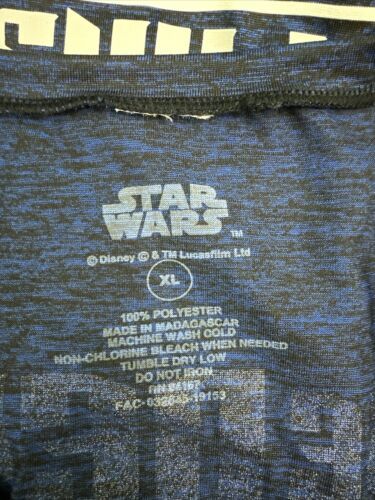 STAR
WARS™
© Disney © & TM Lucasfilm Ltd
XL
100% POLYESTER
MADE IN MADAGASCAR
MACHINE WASH COLD
NON-CHLORINE BLEACH WHEN NEEDED
TUMBLE DRY LOW
DO NOT IRON